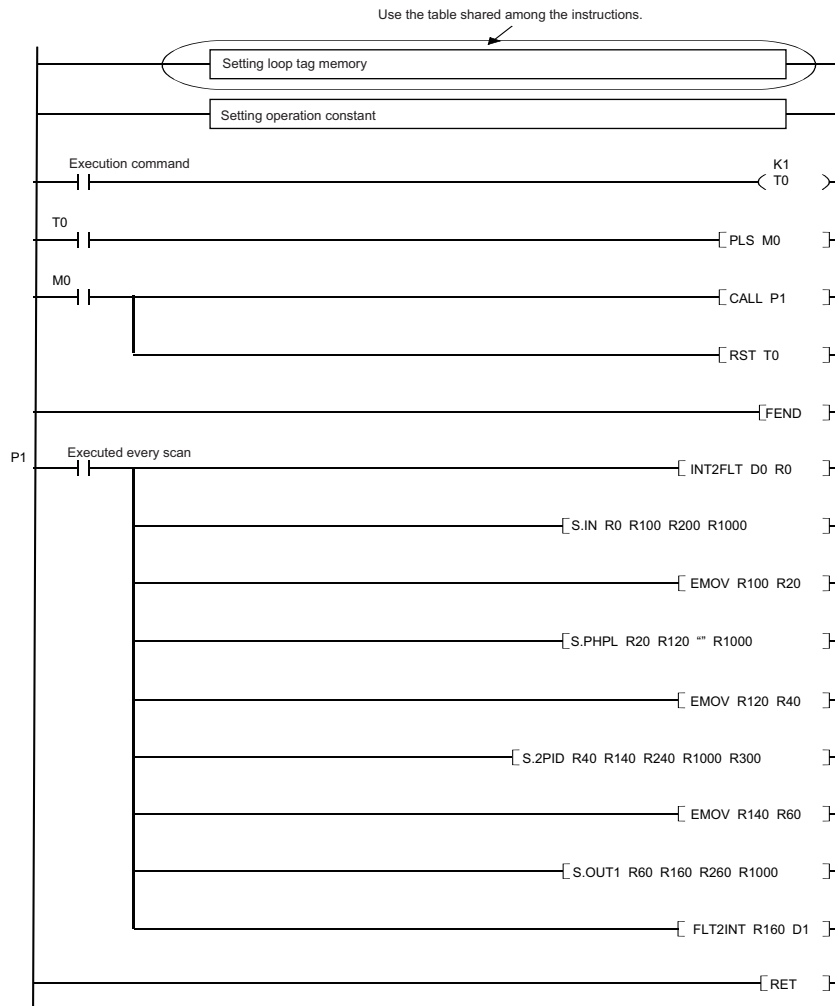 Use the table shared among the instructions.
Setting loop tag memory
Setting operation constant
Execution command
K1
T0
T0
PLS M0
M0
CALL P1
RST T0
FEND
P1
Executed every scan
INT2FLT D0 R0
S.IN R0 R100 R200 R1000
EMOV R100 R20
S.PHPL R20 R120 “” R1000
EMOV R120 R40
S.2PID R40 R140 R240 R1000 R300
EMOV R140 R60
S.OUT1 R60 R160 R260 R1000
FLT2INT R160 D1
RET